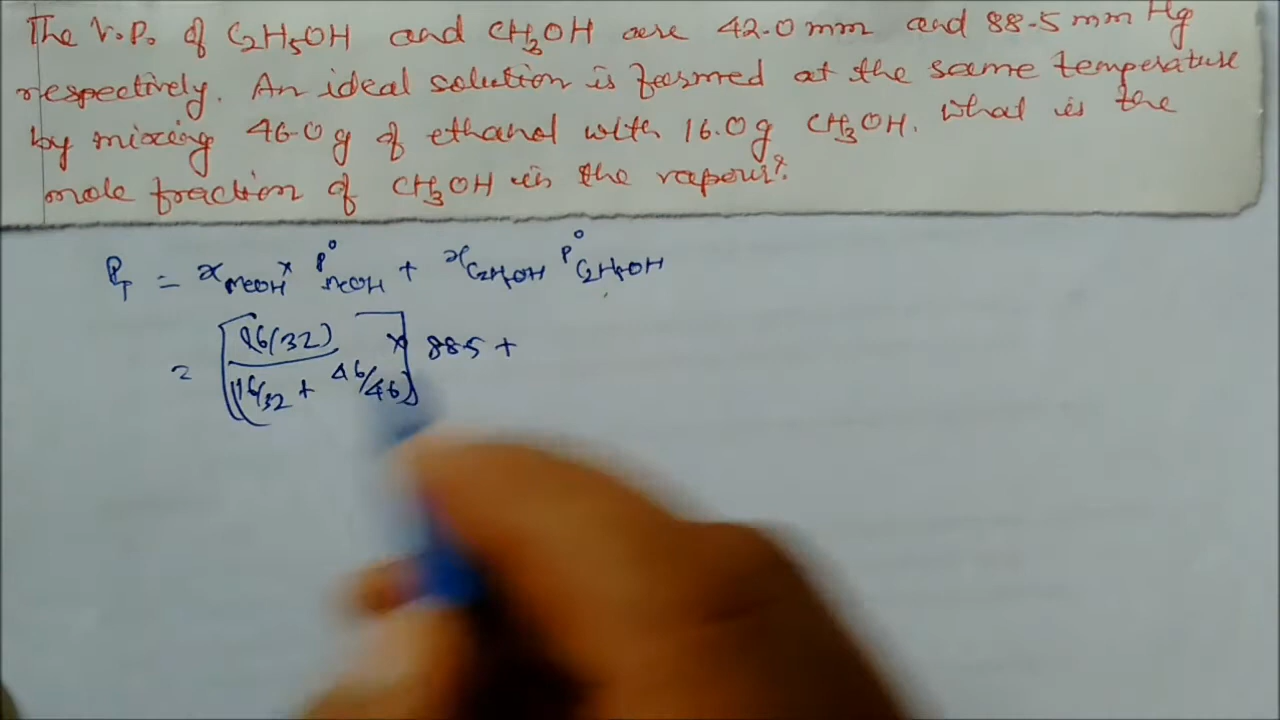 The V.P. of C2H5OH and CH3OH are 42.0 mm and 88.5 mm Hg
respectively. An ideal solution is formed at the same temperature
by mixing 46.0 g of ethanol with 16.0 g CH3OH. What is the
mole fraction of CH3OH in the vapour?
PT = xMeOH × P°MeOH + xC2H5OH P°C2H5OH
= [(16/32) / (16/32 + 46/46)] × 88.5 +